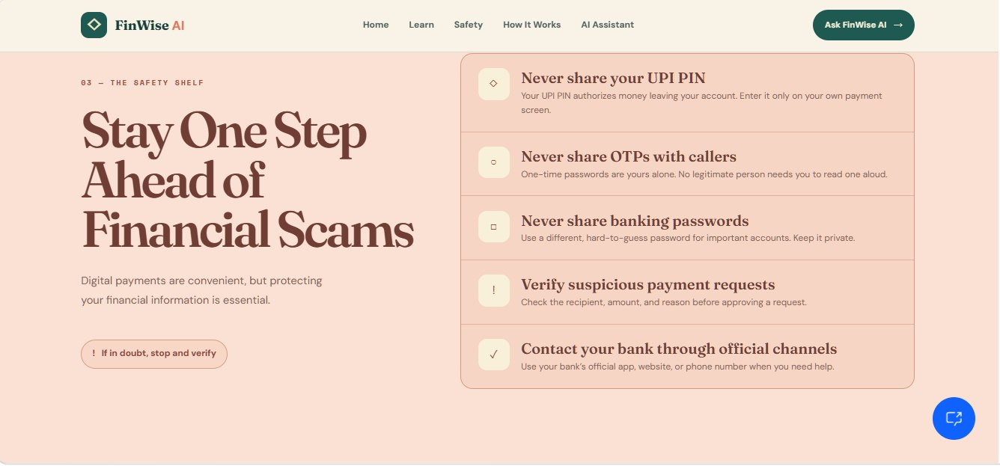 FinWise AI
Home Learn Safety How It Works AI Assistant
Ask FinWise AI →
03 — THE SAFETY SHELF
Stay One Step
Ahead of
Financial Scams
Digital payments are convenient, but protecting
your financial information is essential.
! If in doubt, stop and verify
Never share your UPI PIN
Your UPI PIN authorizes money leaving your account. Enter it only on your own payment
screen.
Never share OTPs with callers
One-time passwords are yours alone. No legitimate person needs you to read one aloud.
Never share banking passwords
Use a different, hard-to-guess password for important accounts. Keep it private.
!
Verify suspicious payment requests
Check the recipient, amount, and reason before approving a request.
✓
Contact your bank through official channels
Use your bank's official app, website, or phone number when you need help.